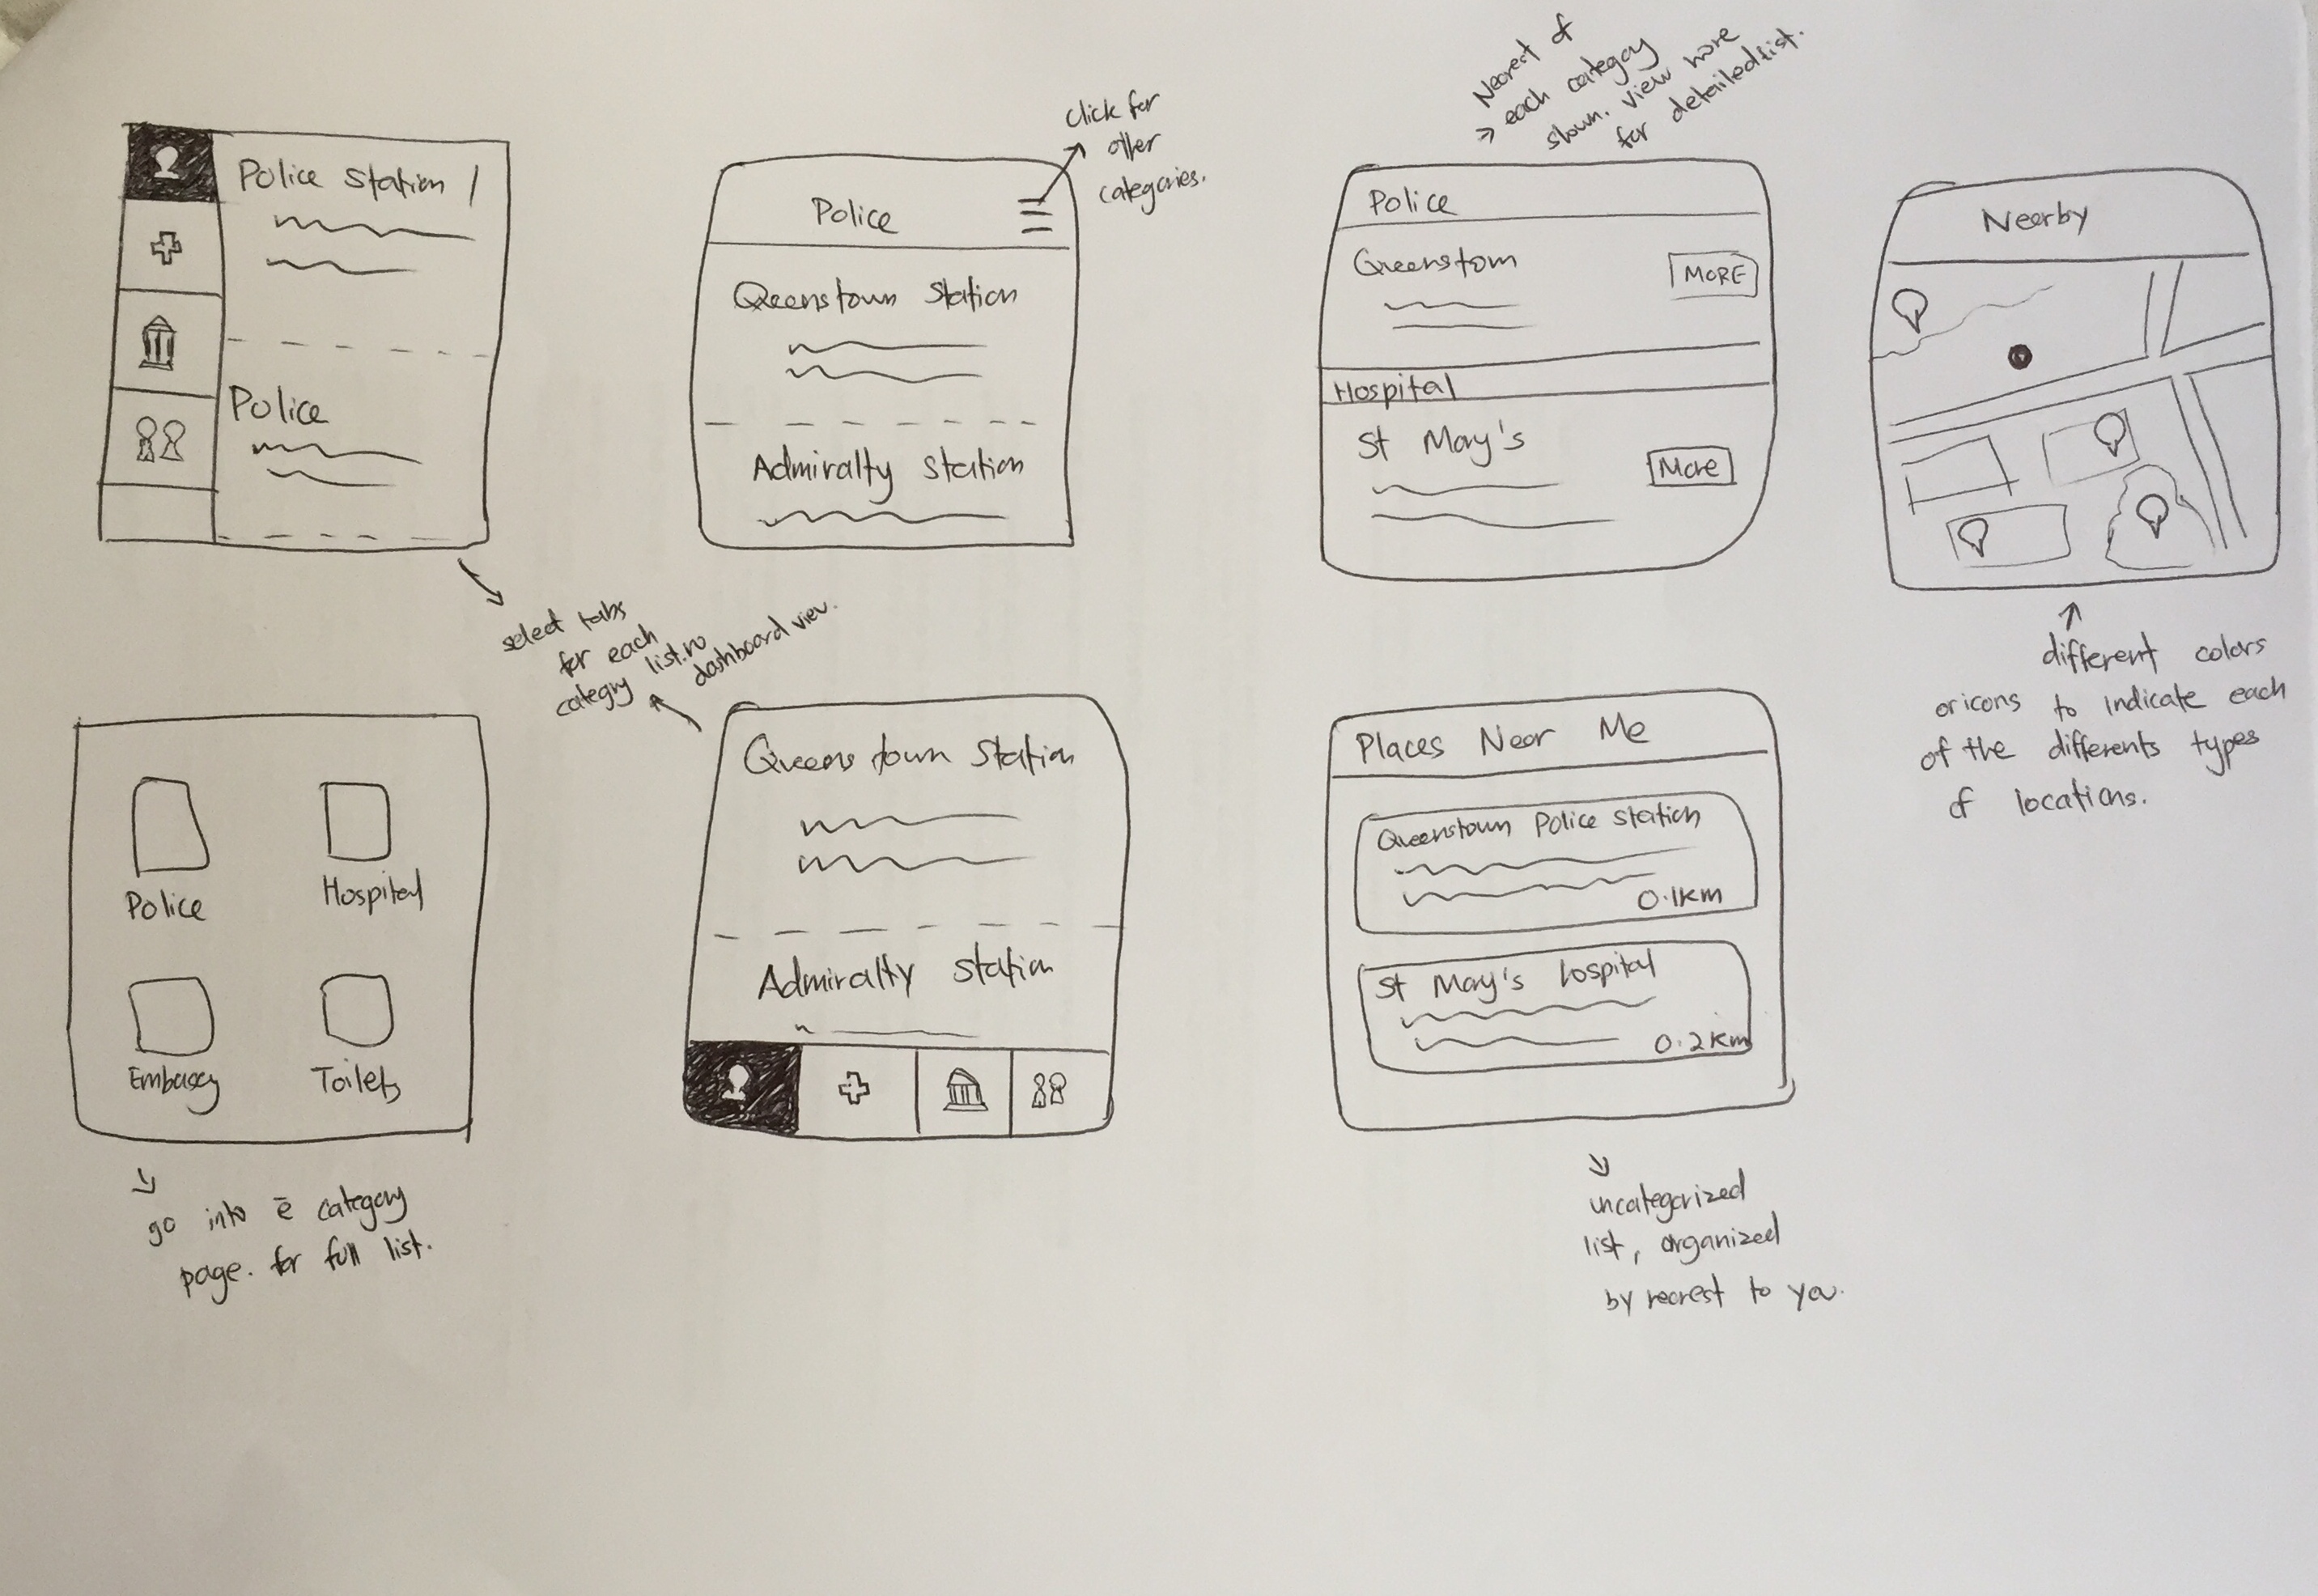 Police Station 1
Police
select tabs
for each
category list. no
dashboard view.
click for
other
categories.
Police
Queenstown Station
Admiralty Station
Nearest of
each category
shown. view more
for detailed list.
Police
Queenstown
MORE
Hospital
St Mary's
More
Nearby
different colors
or icons to indicate each
of the differents types
of locations.
Police
Hospital
Embassy
Toilets
go into ē category
page. for full list.
Queenstown Station
Admiralty Station
Places Near Me
Queenstown Police Station
0.1km
St Mary's hospital
0.2km
uncategorized
list, organized
by nearest to you.